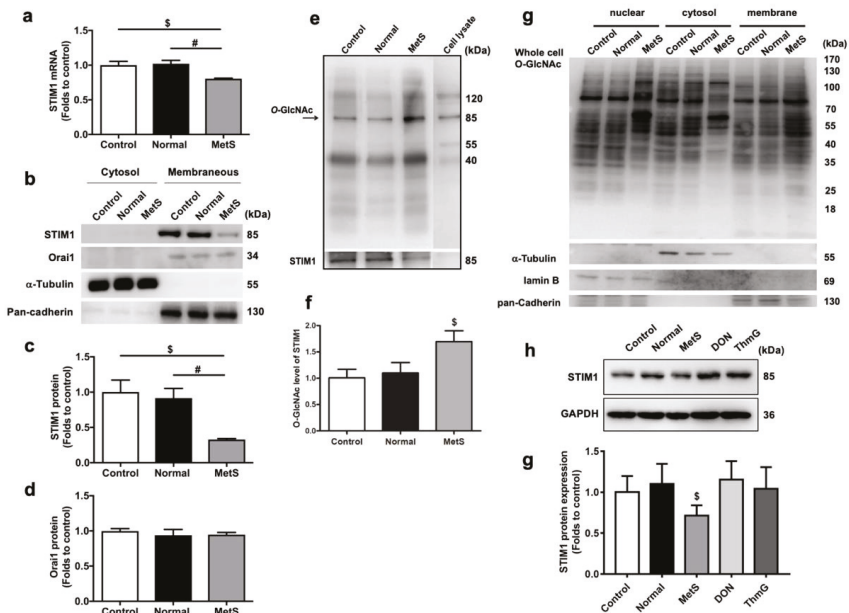 a
STIM1 mRNA
(Folds to control)
1.5
1.0
0.5
0.0
$
#
Control Normal MetS
b
Cytosol Membraneous
Control Normal MetS Control Normal MetS (kDa)
STIM1 85
Orai1 34
α-Tubulin 55
Pan-cadherin 130
c
STIM1 protein
(Folds to control)
1.5
1.0
0.5
0.0
$
#
Control Normal MetS
d
Orai1 protein
(Folds to control)
1.5
1.0
0.5
0.0
Control Normal MetS
e
Control Normal MetS Cell lysate
(kDa)
O-GlcNAc
120
85
55
40
STIM1 85
f
O-GlcNAc level of STIM1
2.0
1.5
1.0
0.5
0.0
$
Control Normal MetS
g
nuclear cytosol membrane
Control Normal MetS Control Normal MetS Control Normal MetS (kDa)
Whole cell
O-GlcNAc
170
130
100
70
55
40
35
25
18
α-Tubulin 55
lamin B 69
pan-Cadherin 130
h
Control Normal MetS DON ThmG (kDa)
STIM1 85
GAPDH 36
g
STIM1 protein expression
(Folds to control)
1.5
1.0
0.5
0.0
$
Control Normal MetS DON ThmG